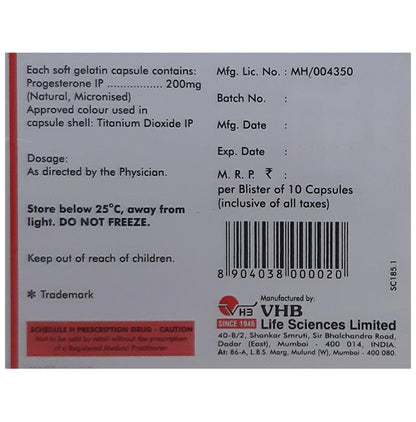 Each soft gelatin capsule contains:
Progesterone IP ................. 200mg
(Natural, Micronised)
Approved colour used in
capsule shell: Titanium Dioxide IP
Dosage:
As directed by the Physician.
Store below 25°C, away from
light. DO NOT FREEZE.
Keep out of reach of children.
* Trademark
SCHEDULE H PRESCRIPTION DRUG - CAUTION
Not to be sold by retail without the prescription
of a Registered Medical Practitioner
Mfg. Lic. No. : MH/004350
Batch No. :
Mfg. Date :
Exp. Date :
M. R. P. ₹ :
per Blister of 10 Capsules
(inclusive of all taxes)
8 904038 000020
SC185.1
Manufactured by:
VHB
SINCE 1946
VHB
Life Sciences Limited
40-B/2, Shankar Smruti, Sir Bhalchandra Road,
Dadar (East), Mumbai - 400 014, INDIA.
At: B6-A, L.B.S. Marg, Mulund (W), Mumbai - 400 080.